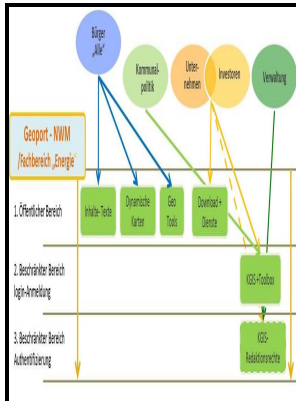 Bürger
„Alle"
Kommunal-
politik
Unter-
nehmen
Investoren
Verwaltung
Geoport - NWM
/Fachbereich „Energie"
1. Öffentlicher Bereich
Inhalte- Texte
Dynamische
Karten
Geo
Tools
Download +
Dienste
2. Beschränkter Bereich
login-Anmeldung
KGIS +Toolbox
3. Beschränkter Bereich
Authentifizierung
KGIS-
Redaktionsrechte